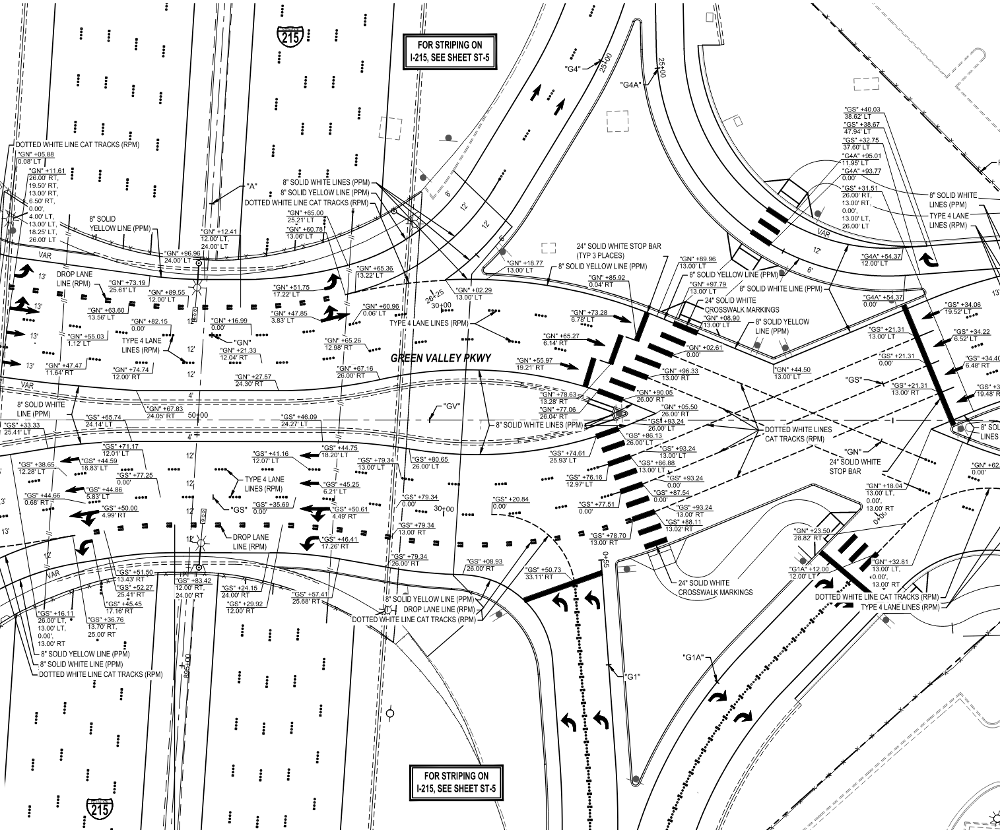 INTERSTATE
215
FOR STRIPING ON
I-215, SEE SHEET ST-5
"G4"
25+00
"G4A"
25+00
DOTTED WHITE LINE CAT TRACKS (RPM)
"GN" +05.88
0.08' LT
"GN" +11.61
26.00' RT,
19.50' RT,
13.00' RT,
6.50' RT,
0.00',
4.00' LT,
13.00' LT,
18.25' LT,
26.00' LT
8" SOLID
YELLOW LINE (PPM)
"A"
8" SOLID WHITE LINES (PPM)
8" SOLID YELLOW LINE (PPM)
DOTTED WHITE LINE CAT TRACKS (RPM)
"GN" +65.00
25.21' LT
"GN" +60.78
13.06' LT
"GN" +12.41
12.00' LT,
24.00' LT
"GN" +96.96
24.00' LT
VAR
6'
12'
12'
6'
"GS" +40.03
38.62' LT
"GS" +38.67
47.94' LT
"GS" +32.75
37.60' LT
"G4A" +95.01
11.95' LT
"G4A" +93.77
0.00'
"GS" +31.51
26.00' RT,
13.00' RT,
0.00',
13.00' LT,
26.00' LT
8" SOLID WHITE
LINES (PPM)
TYPE 4 LANE
LINES (RPM)
VAR
12'
6'
"G4A" +54.37
12.00' LT
24" SOLID WHITE STOP BAR
(TYP 3 PLACES)
"GN" +18.77
13.00' LT
8" SOLID YELLOW LINE (PPM)
"GN" +85.92
0.04' RT
"GN" +89.96
13.00' LT
8" SOLID YELLOW LINE (PPM)
"GN" +97.79
13.00' LT
8" SOLID WHITE LINE (PPM)
24" SOLID WHITE
CROSSWALK MARKINGS
"GN" +08.90
13.00' LT
8" SOLID YELLOW
LINE (PPM)
"G4A" +54.37
0.00'
13'
13'
DROP LANE
LINE (RPM)
"GN" +73.19
25.61' LT
"GN" +89.55
12.00' LT
"GN" +51.75
17.22' LT
"GN" +65.36
13.22' LT
26+25
30+00
"GN" +02.29
13.00' LT
13'
"GN" +63.60
13.56' LT
"GN" +82.15
0.00'
12'
"GN" +16.99
0.00'
"GN" +47.85
3.83' LT
"GN" +60.96
0.06' LT
TYPE 4 LANE LINES (RPM)
"GN" +73.28
6.78' LT
"GS" +34.06
19.52' LT
"GS" +21.31
13.00' LT
"GS" +34.22
6.52' LT
13'
"GN" +55.03
1.12' LT
TYPE 4 LANE
LINES (RPM)
"GN"
"GN" +21.33
12.04' RT
12'
"GN" +65.26
12.98' RT
"GN" +65.27
6.14' RT
"GN" +02.61
0.00'
"GS" +21.31
0.00'
"GS" +34.40
6.48' RT
13'
"GN" +47.47
11.64' RT
"GN" +74.74
12.00' RT
12'
"GN" +27.57
24.30' RT
"GN" +67.16
26.00' RT
GREEN VALLEY PKWY
"GN" +55.97
19.21' RT
"GN" +96.33
13.00' RT
"GN" +44.50
13.00' LT
"GS"
"GS" +21.31
13.00' RT
19.48' RT
VAR
4'
8" SOLID WHITE
LINE (PPM)
"GN" +67.83
24.05' RT
50+00
"GV"
"GN" +78.63
13.28' RT
"GN" +77.06
26.04' RT
"GN" +90.05
26.00' RT
"GN" +05.50
26.00' RT
"GS" +93.24
26.00' LT
"GS" +33.33
25.41' LT
"GS" +65.74
24.14' LT
"GS" +46.09
24.27' LT
8" SOLID WHITE LINES (PPM)
DOTTED WHITE LINES
CAT TRACKS (RPM)
8" SOL
LINES
4'
"GS" +71.17
12.01' LT
"GS" +44.59
18.83' LT
"GS" +38.65
12.28' LT
12'
"GS" +41.16
12.07' LT
"GS" +44.75
18.20' LT
"GS" +79.34
13.00' LT
"GS" +80.65
26.00' LT
"GS" +74.61
25.93' LT
"GS" +86.13
26.00' LT
"GS" +93.24
13.00' LT
"GS" +86.88
13.00' LT
"GN"
24" SOLID WHITE
STOP BAR
"GN" +62.
0.00'
"GS" +77.25
0.00'
12'
TYPE 4 LANE
LINES (RPM)
"GS" +45.25
6.21' LT
"GS" +76.16
12.97' LT
"GS" +93.24
0.00'
"GN" +18.04
13.00' LT,
0.00',
13.00' RT
"GS" +44.66
0.68' RT
"GS" +44.86
5.83' LT
"GS"
"GS" +35.69
0.00'
"GS" +79.34
0.00'
30+00
"GS" +20.84
0.00'
"GS" +77.51
0.00'
"GS" +87.54
0.00'
"GS" +50.00
4.99' RT
12'
"GS" +50.61
4.49' RT
"GS" +93.24
13.00' RT
"GS" +88.11
13.02' RT
0+00
13'
"GS" +79.34
13.00' RT
"GS" +78.70
13.00' RT
"GN" +23.50
28.82' RT
12'
12'
DROP LANE
LINE (RPM)
"GS" +46.41
17.26' RT
"GS" +79.34
26.00' RT
"GS" +08.93
26.00' RT
0+55
"GS" +50.73
33.11' RT
"G1A" +12.00
12.00' LT
"GN" +32.81
13.00' LT,
0.00',
13.00' RT
VAR
"GS" +51.50
13.43' RT
"GS" +52.27
25.41' RT
"GS" +45.45
17.16' RT
"GS" +83.42
12.00' RT,
24.00' RT
"GS" +24.15
24.00' RT
"GS" +29.92
12.00' RT
"GS" +57.41
25.68' RT
8" SOLID YELLOW LINE (PPM)
DROP LANE LINE (RPM)
DOTTED WHITE LINE CAT TRACKS (RPM)
24" SOLID WHITE
CROSSWALK MARKINGS
DOTTED WHITE LINE CAT TRACKS (RPM)
TYPE 4 LANE LINES (RPM)
"GS" +16.11
26.00' LT,
13.00' LT,
0.00',
13.00' RT
"GS" +36.76
13.70' RT,
25.00' RT
8" SOLID YELLOW LINE (PPM)
8" SOLID WHITE LINE (PPM)
DOTTED WHITE LINE CAT TRACKS (RPM)
895+00
"G1A"
"G1"
FOR STRIPING ON
I-215, SEE SHEET ST-5
215